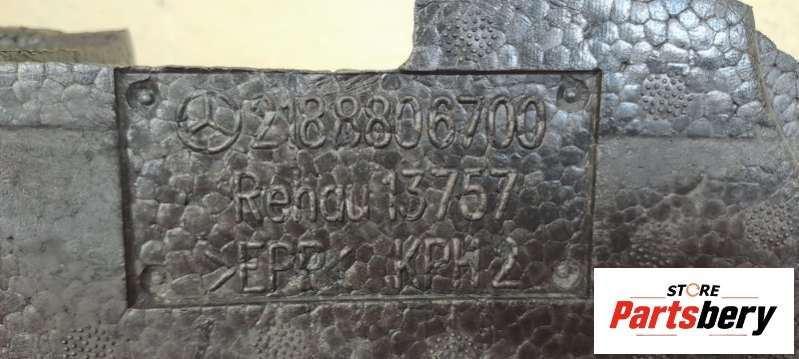 2188806700
Rehau 13757
>EPP< KPH 2
STORE
Partsbery